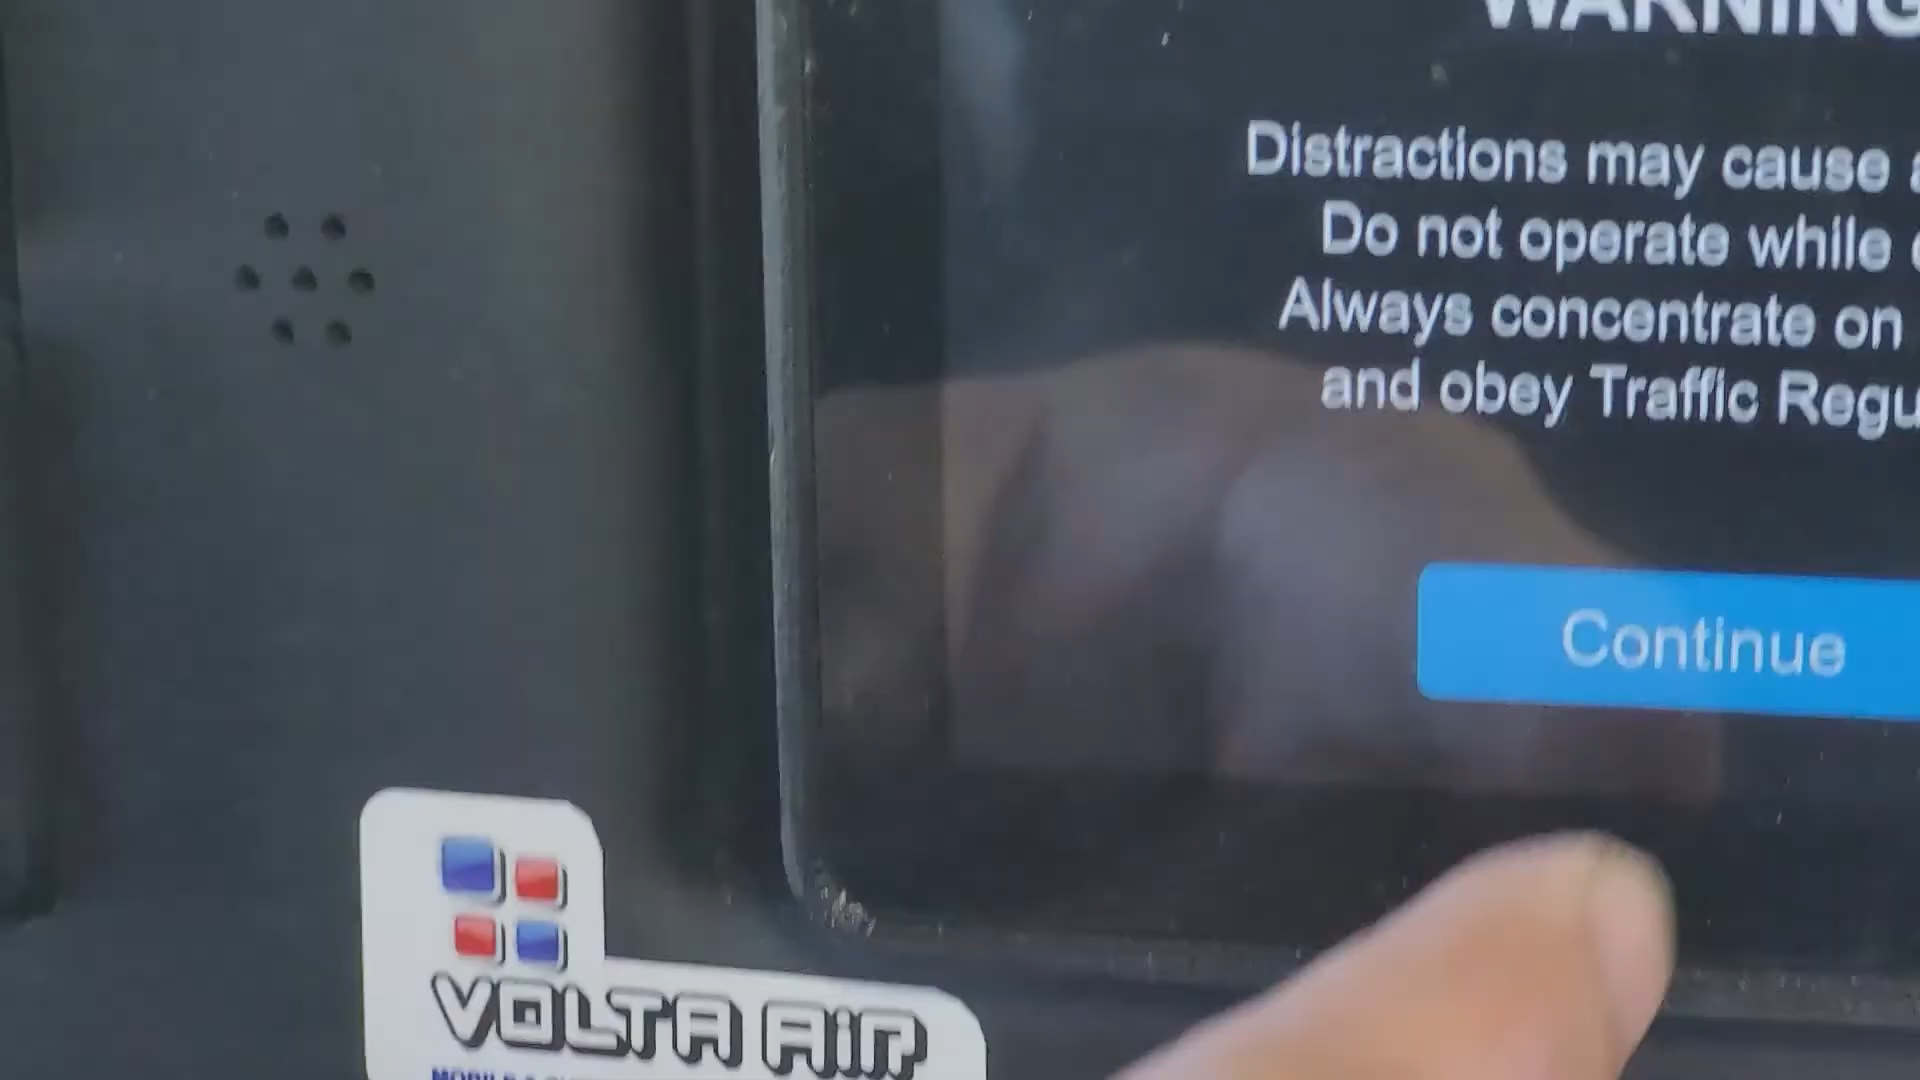 WARNING
Distractions may cause
Do not operate while
Always concentrate on
and obey Traffic
Continue
VOLTA AiR